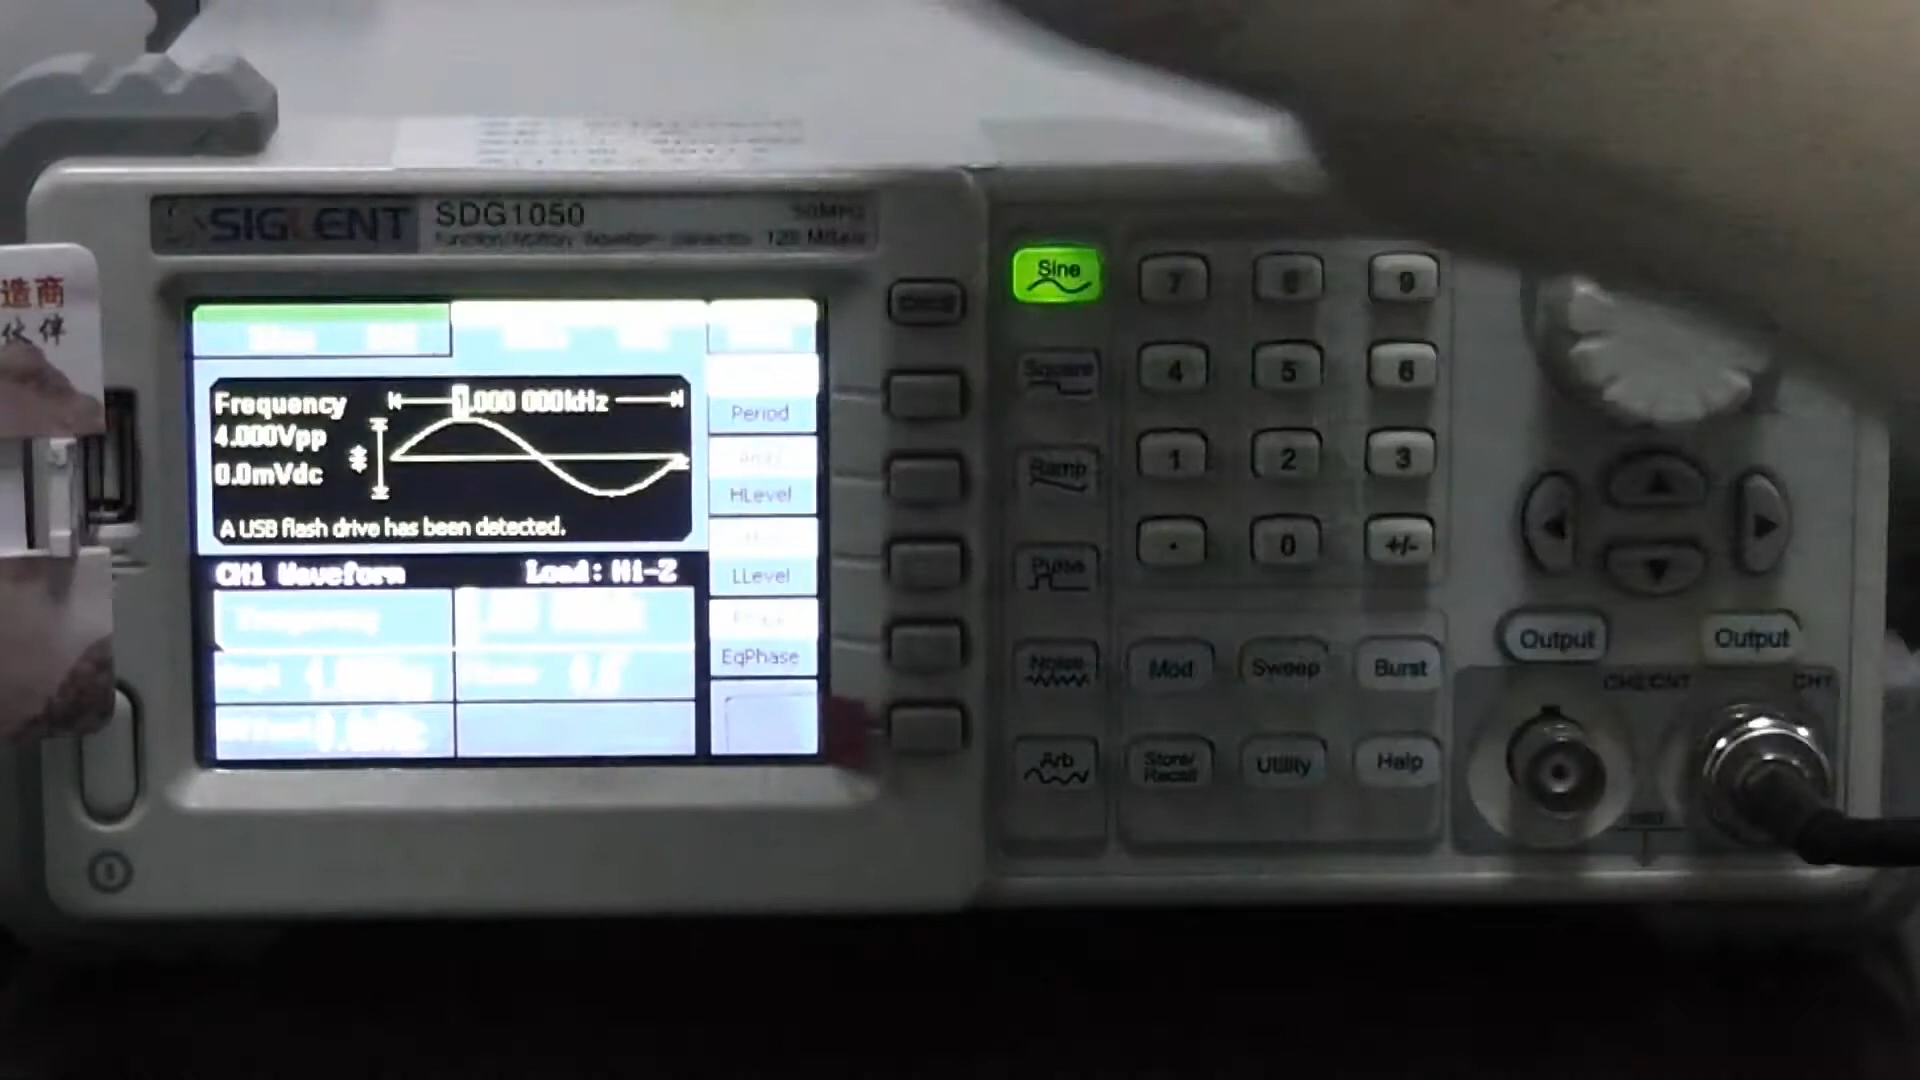 SIGLENT
SDG1050
50MHz
Function/Arbitrary Waveform Generator 125 MSa/s
造商
伙伴
Frequency
1.000 000kHz
4.000Vpp
0.0mVdc
A USB flash drive has been detected.
CH1 Waveform
Load: Hi-Z
Frequency
Period
HLevel
LLevel
EqPhase
Sine
Square
Ramp
Pulse
Noise
Arb
7
8
9
4
5
6
1
2
3
.
0
+/-
Mod
Sweep
Burst
Store/
Recall
Utility
Help
Output
Output
CH2/CNT
CH1